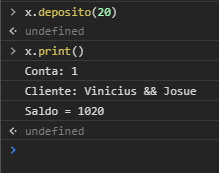 > x.deposito(20)
<· undefined
> x.print()
Conta: 1
Cliente: Vinicius && Josue
Saldo = 1020
<· undefined
>